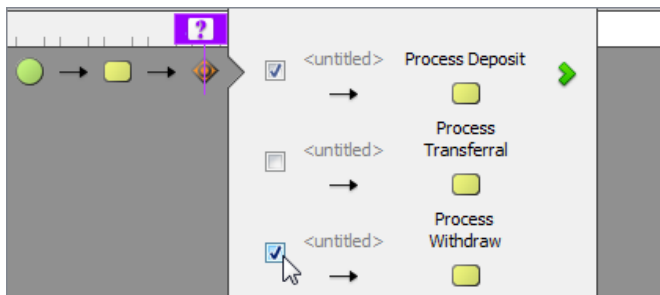 ?
<untitled> Process Deposit
Process
<untitled> Transferral
Process
<untitled> Withdraw